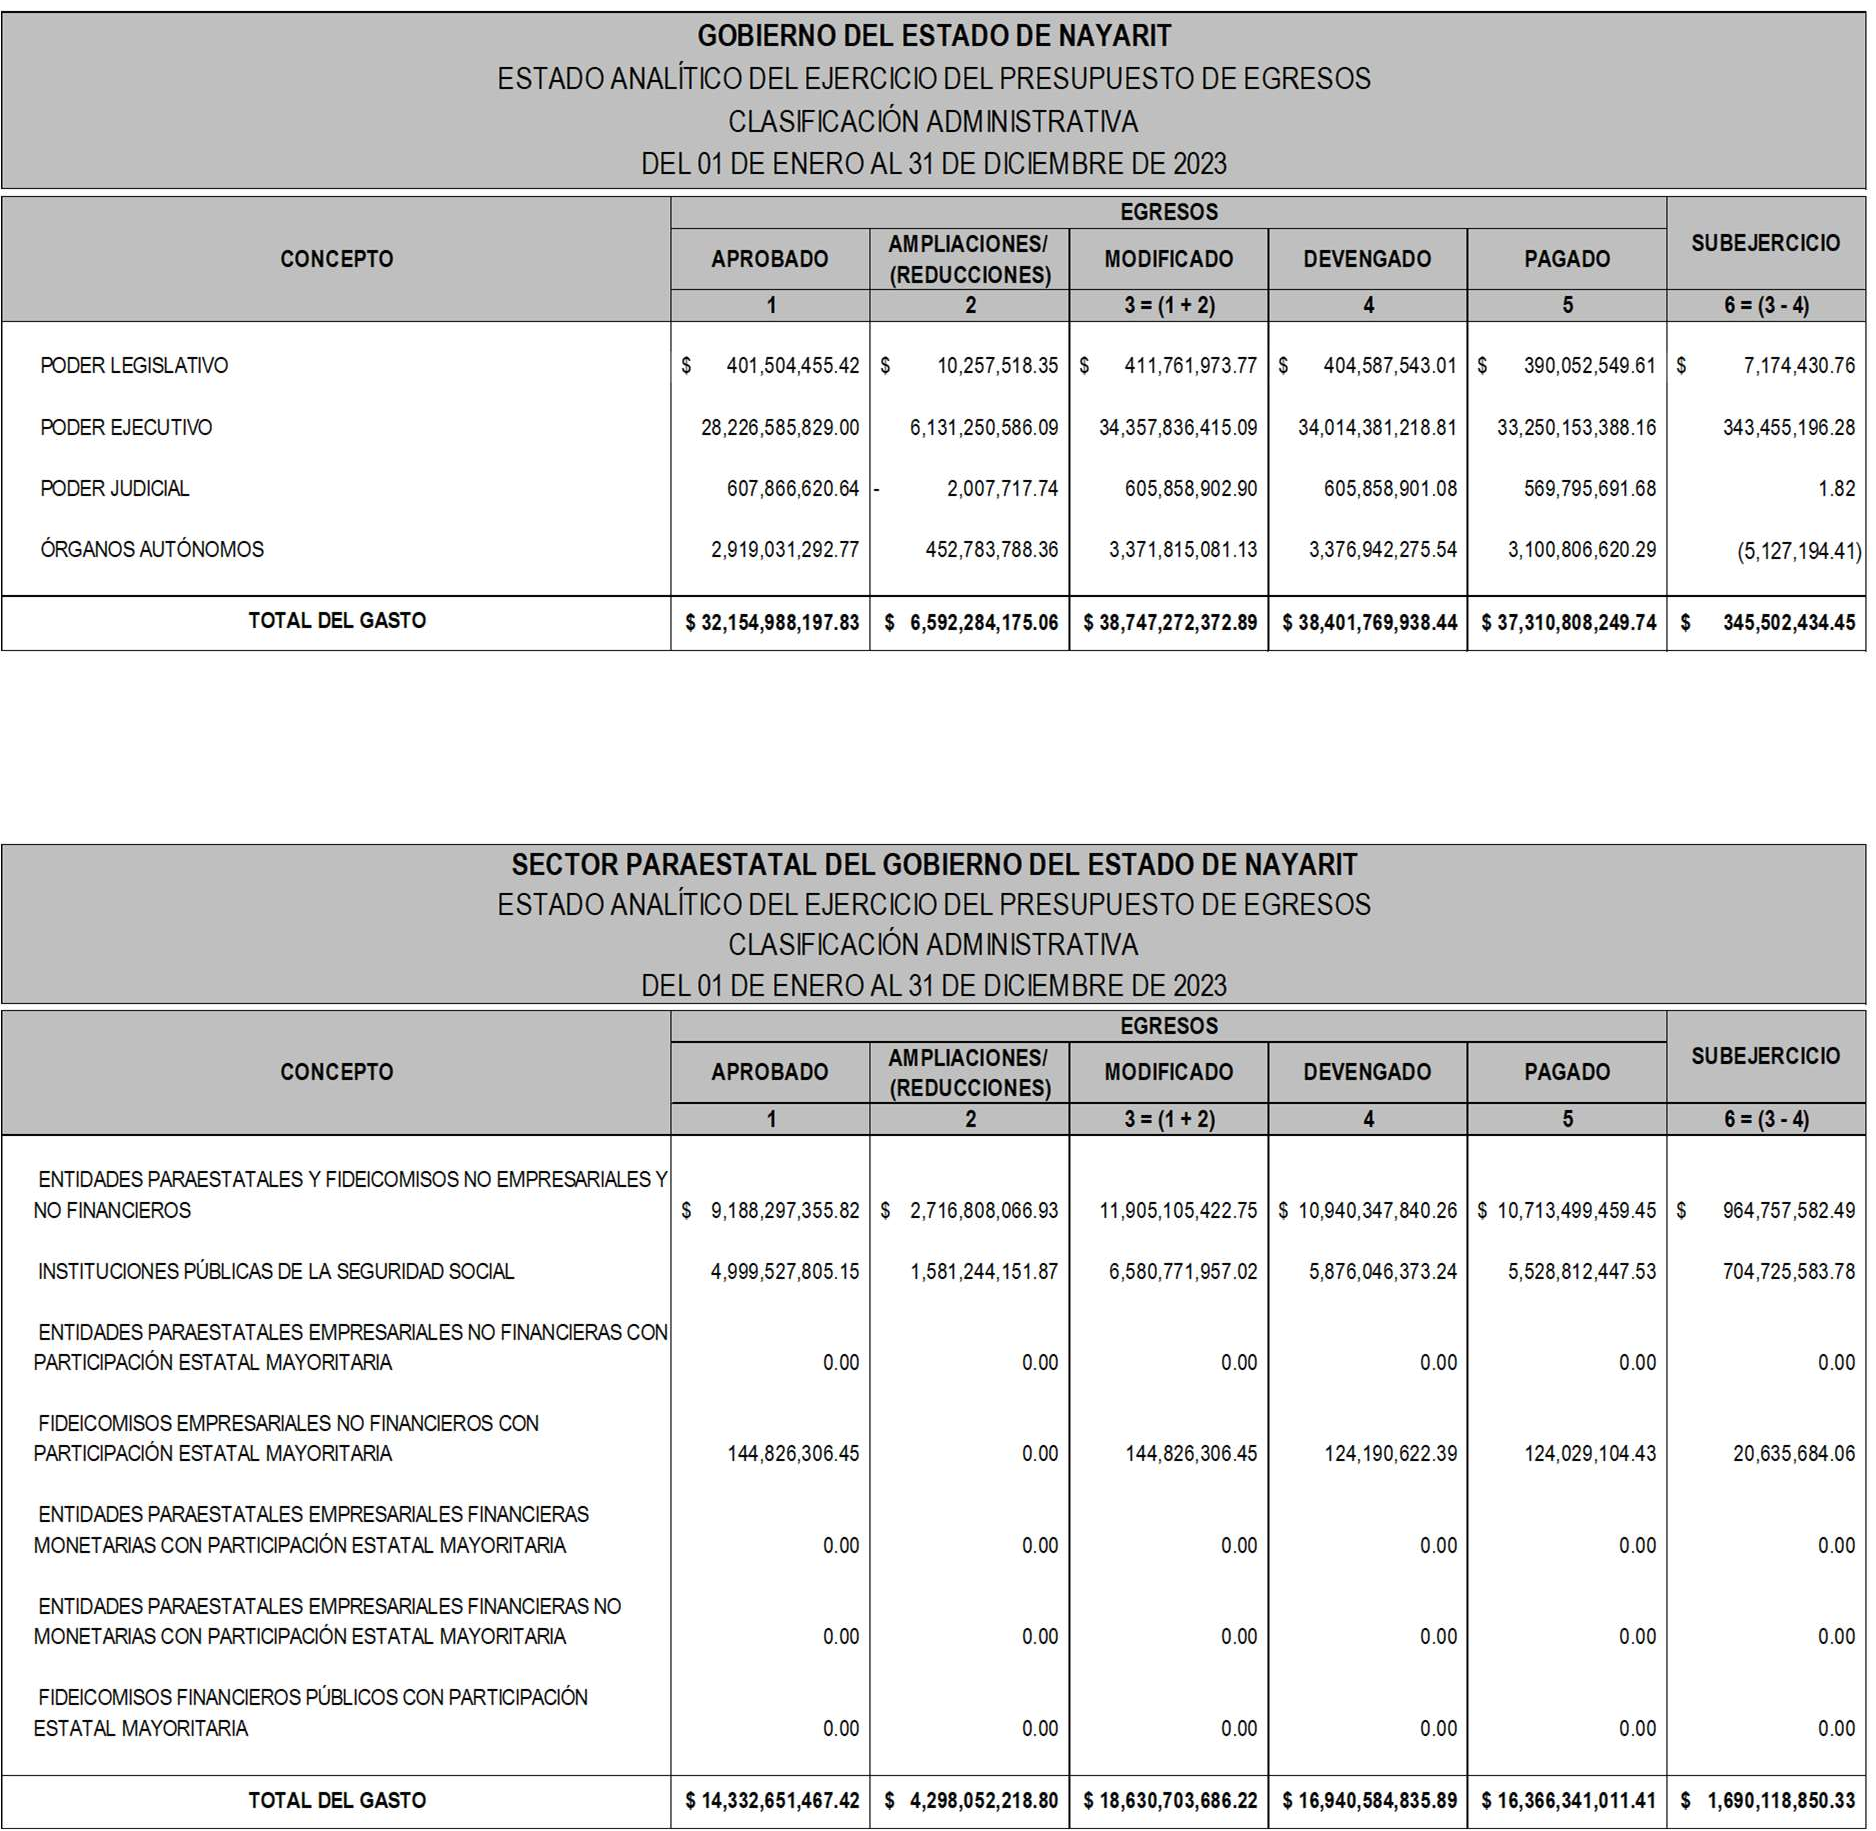 GOBIERNO DEL ESTADO DE NAYARIT
ESTADO ANALÍTICO DEL EJERCICIO DEL PRESUPUESTO DE EGRESOS
CLASIFICACIÓN ADMINISTRATIVA
DEL 01 DE ENERO AL 31 DE DICIEMBRE DE 2023
CONCEPTO EGRESOS SUBEJERCICIO
APROBADO AMPLIACIONES/ (REDUCCIONES) MODIFICADO DEVENGADO PAGADO
1 2 3 = (1 + 2) 4 5 6 = (3 - 4)
PODER LEGISLATIVO $ 401,504,455.42 $ 10,257,518.35 $ 411,761,973.77 $ 404,587,543.01 $ 390,052,549.61 $ 7,174,430.76
PODER EJECUTIVO 28,226,585,829.00 6,131,250,586.09 34,357,836,415.09 34,014,381,218.81 33,250,153,388.16 343,455,196.28
PODER JUDICIAL 607,866,620.64 - 2,007,717.74 605,858,902.90 605,858,901.08 569,795,691.68 1.82
ÓRGANOS AUTÓNOMOS 2,919,031,292.77 452,783,788.36 3,371,815,081.13 3,376,942,275.54 3,100,806,620.29 (5,127,194.41)
TOTAL DEL GASTO $ 32,154,988,197.83 $ 6,592,284,175.06 $ 38,747,272,372.89 $ 38,401,769,938.44 $ 37,310,808,249.74 $ 345,502,434.45
SECTOR PARAESTATAL DEL GOBIERNO DEL ESTADO DE NAYARIT
ESTADO ANALÍTICO DEL EJERCICIO DEL PRESUPUESTO DE EGRESOS
CLASIFICACIÓN ADMINISTRATIVA
DEL 01 DE ENERO AL 31 DE DICIEMBRE DE 2023
CONCEPTO EGRESOS SUBEJERCICIO
APROBADO AMPLIACIONES/ (REDUCCIONES) MODIFICADO DEVENGADO PAGADO
1 2 3 = (1 + 2) 4 5 6 = (3 - 4)
ENTIDADES PARAESTATALES Y FIDEICOMISOS NO EMPRESARIALES Y
NO FINANCIEROS $ 9,188,297,355.82 $ 2,716,808,066.93 11,905,105,422.75 $ 10,940,347,840.26 $ 10,713,499,459.45 $ 964,757,582.49
INSTITUCIONES PÚBLICAS DE LA SEGURIDAD SOCIAL 4,999,527,805.15 1,581,244,151.87 6,580,771,957.02 5,876,046,373.24 5,528,812,447.53 704,725,583.78
ENTIDADES PARAESTATALES EMPRESARIALES NO FINANCIERAS CON
PARTICIPACIÓN ESTATAL MAYORITARIA 0.00 0.00 0.00 0.00 0.00 0.00
FIDEICOMISOS EMPRESARIALES NO FINANCIEROS CON
PARTICIPACIÓN ESTATAL MAYORITARIA 144,826,306.45 0.00 144,826,306.45 124,190,622.39 124,029,104.43 20,635,684.06
ENTIDADES PARAESTATALES EMPRESARIALES FINANCIERAS
MONETARIAS CON PARTICIPACIÓN ESTATAL MAYORITARIA 0.00 0.00 0.00 0.00 0.00 0.00
ENTIDADES PARAESTATALES EMPRESARIALES FINANCIERAS NO
MONETARIAS CON PARTICIPACIÓN ESTATAL MAYORITARIA 0.00 0.00 0.00 0.00 0.00 0.00
FIDEICOMISOS FINANCIEROS PÚBLICOS CON PARTICIPACIÓN
ESTATAL MAYORITARIA 0.00 0.00 0.00 0.00 0.00 0.00
TOTAL DEL GASTO $ 14,332,651,467.42 $ 4,298,052,218.80 $ 18,630,703,686.22 $ 16,940,584,835.89 $ 16,366,341,011.41 $ 1,690,118,850.33